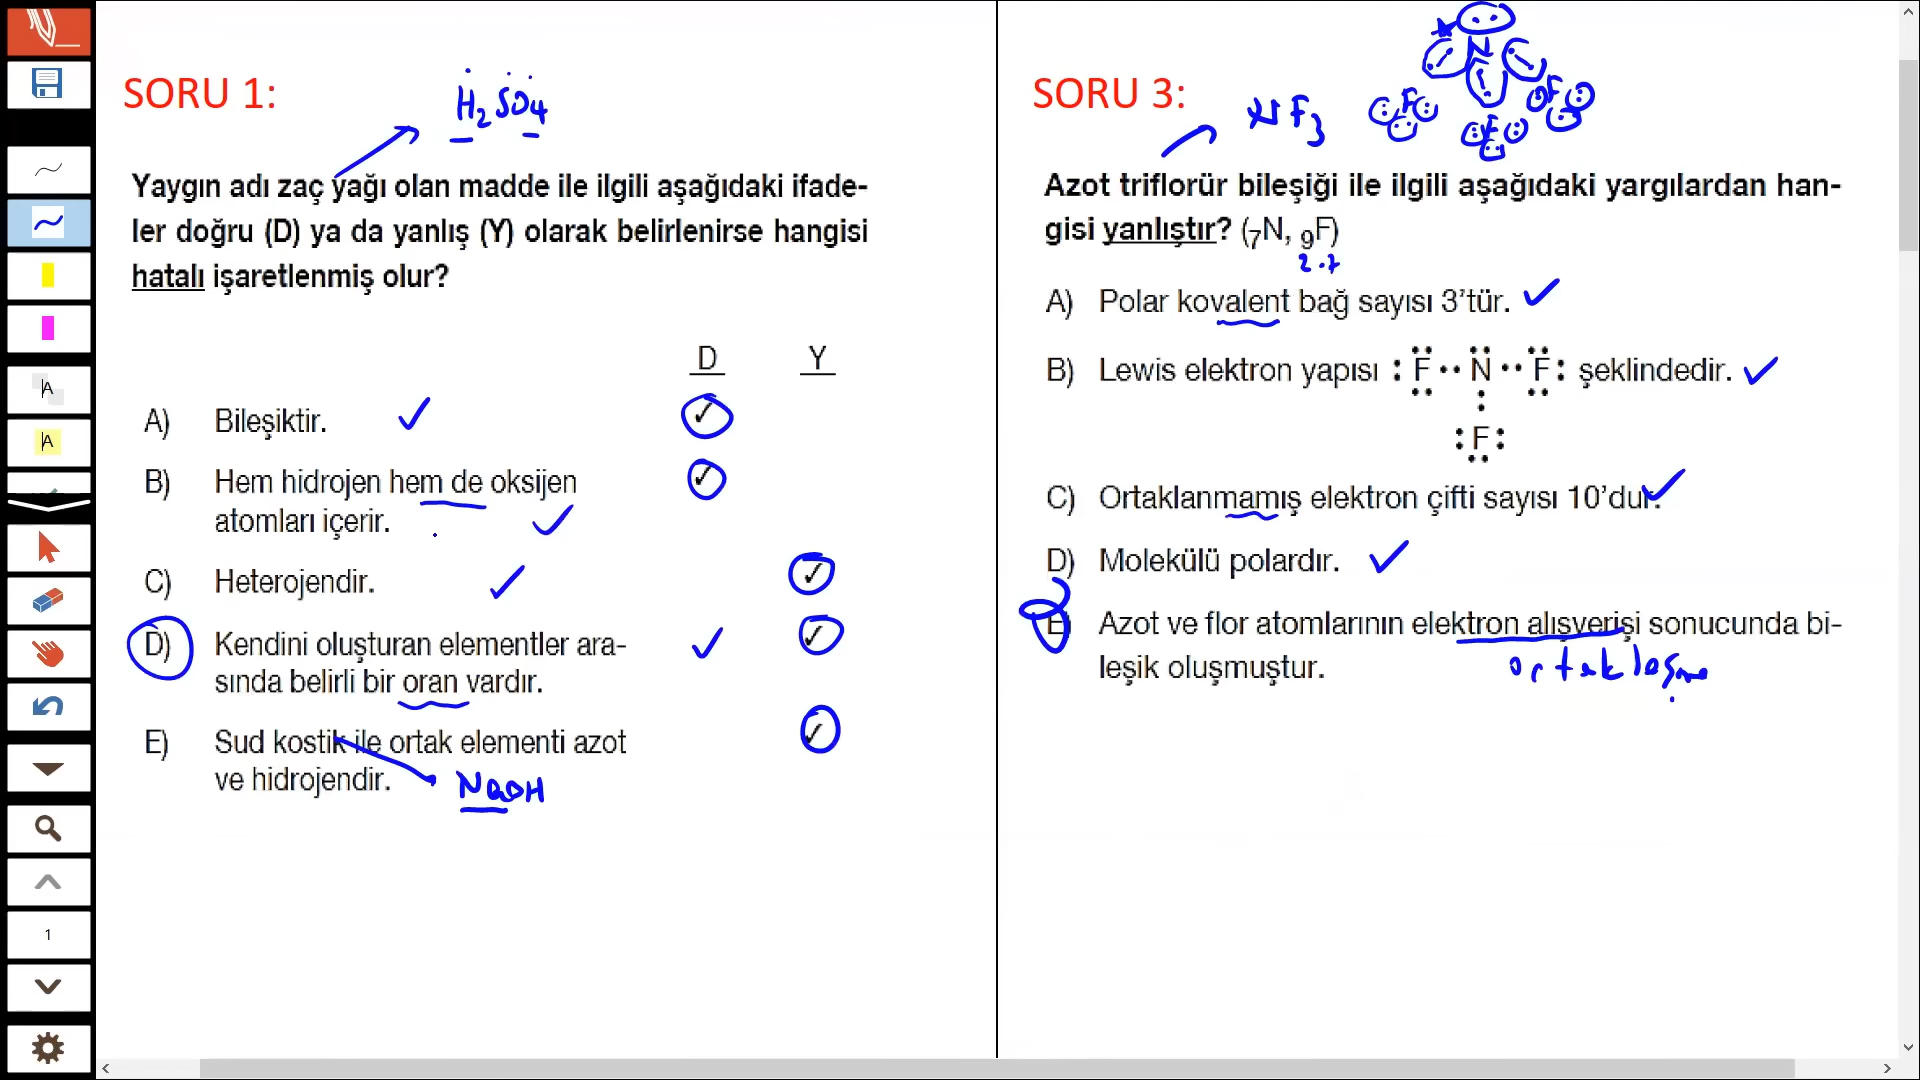 SORU 1:
H2SO4
Yaygın adı zaç yağı olan madde ile ilgili aşağıdaki ifade-
ler doğru (D) ya da yanlış (Y) olarak belirlenirse hangisi
hatalı işaretlenmiş olur?
D Y
A) Bileşiktir. ✓
B) Hem hidrojen hem de oksijen ✓
atomları içerir.
C) Heterojendir. ✓
D) Kendini oluşturan elementler ara- ✓
sında belirli bir oran vardır.
E) Sud kostik ile ortak elementi azot ✓
ve hidrojendir.
NaOH
SORU 3:
NF3
N
F F F
Azot triflorür bileşiği ile ilgili aşağıdaki yargılardan han-
gisi yanlıştır? (7N, 9F)
2.7
A) Polar kovalent bağ sayısı 3’tür.
B) Lewis elektron yapısı :F··N··F: şeklindedir.
:F:
C) Ortaklanmamış elektron çifti sayısı 10’dur.
D) Molekülü polardır.
E) Azot ve flor atomlarının elektron alışverişi sonucunda bi-
leşik oluşmuştur.
ortakleşme
A
A
1